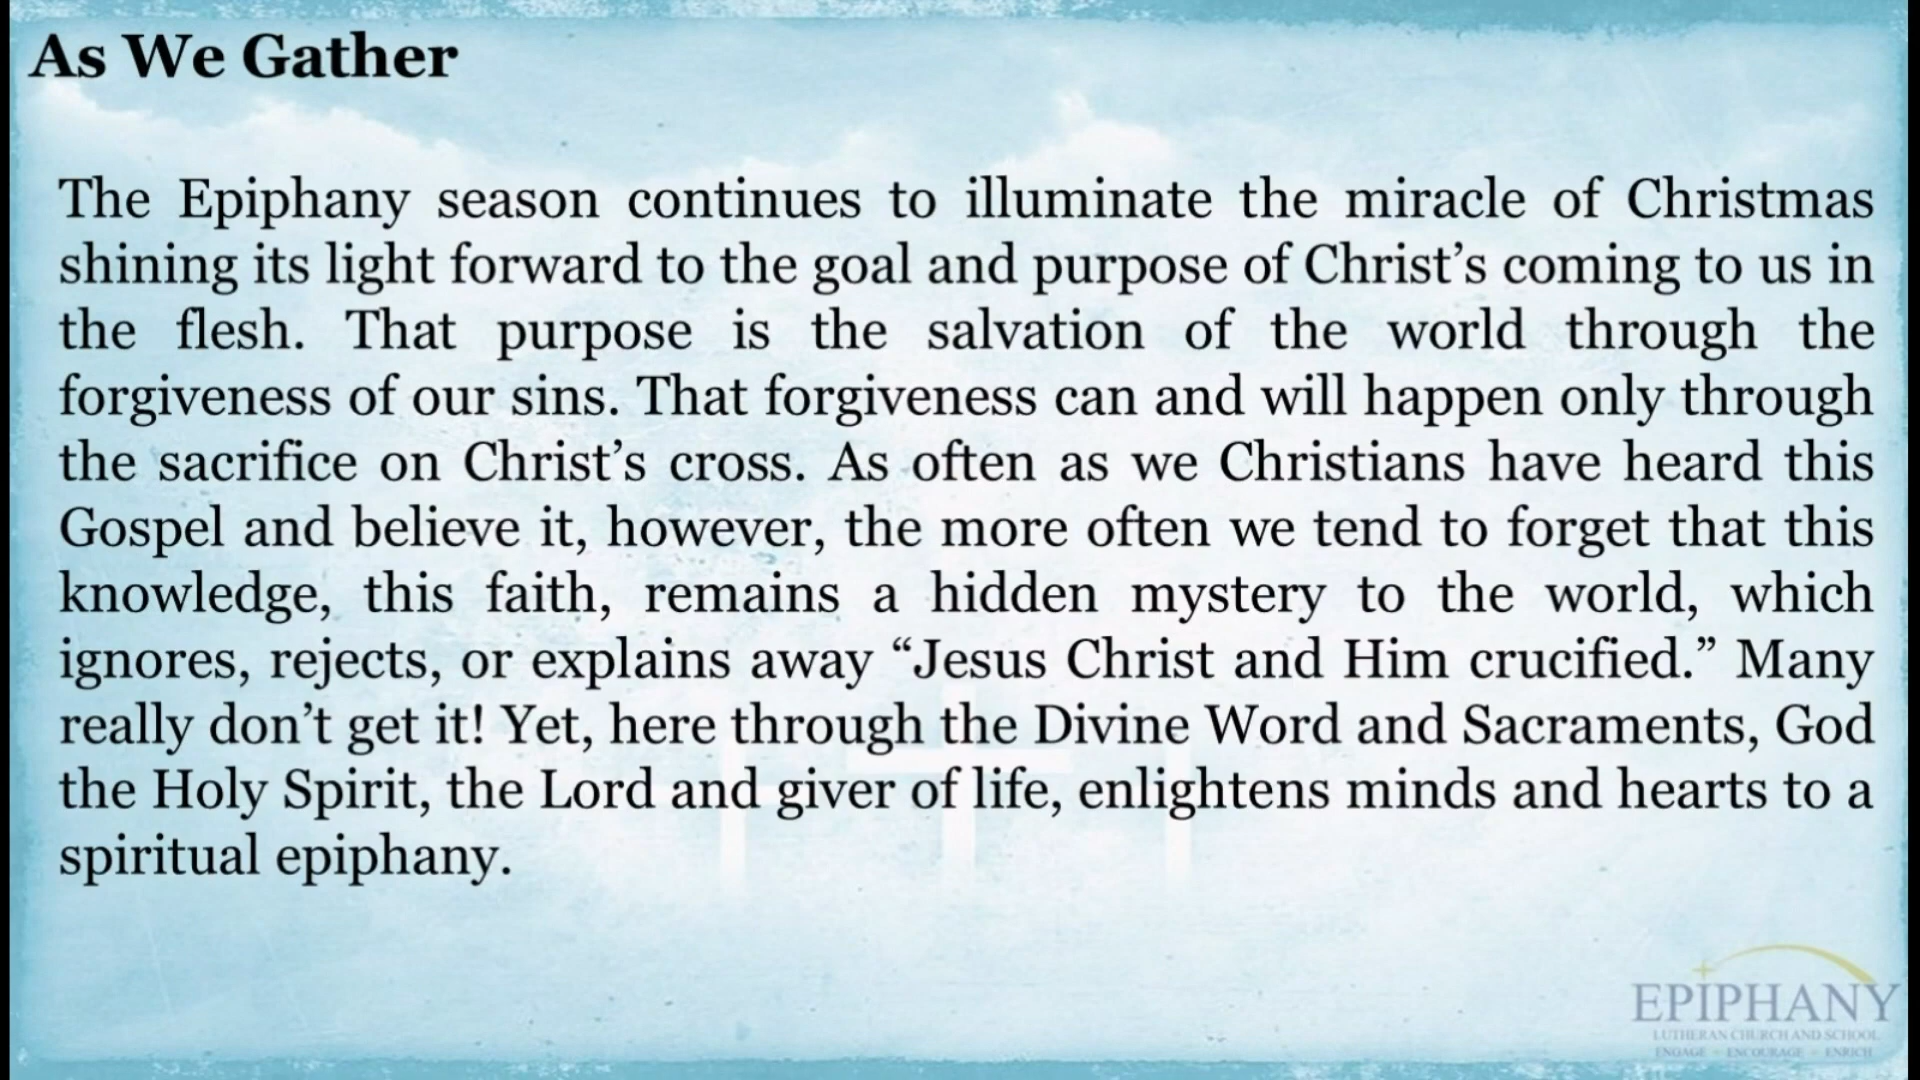 As We Gather
The Epiphany season continues to illuminate the miracle of Christmas
shining its light forward to the goal and purpose of Christ’s coming to us in
the flesh. That purpose is the salvation of the world through the
forgiveness of our sins. That forgiveness can and will happen only through
the sacrifice on Christ’s cross. As often as we Christians have heard this
Gospel and believe it, however, the more often we tend to forget that this
knowledge, this faith, remains a hidden mystery to the world, which
ignores, rejects, or explains away “Jesus Christ and Him crucified.” Many
really don’t get it! Yet, here through the Divine Word and Sacraments, God
the Holy Spirit, the Lord and giver of life, enlightens minds and hearts to a
spiritual epiphany.
EPIPHANY
LUTHERAN CHURCH AND SCHOOL
ENGAGE - ENCOURAGE - ENRICH